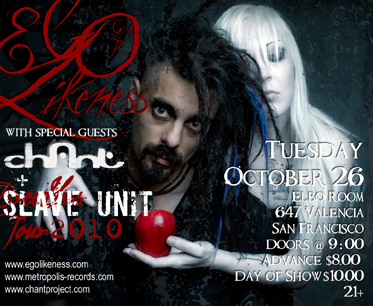 EGO
Likeness
WITH SPECIAL GUESTS
chAnt
+
SLAVE UNIT
Tour 2010
www.egolikeness.com
www.metropolis-records.com
www.chantproject.com
Tuesday
October 26
Elbo Room
647 Valencia
San Francisco
doors @ 9:00
Advance $8.00
Day of Show $10.00
21+